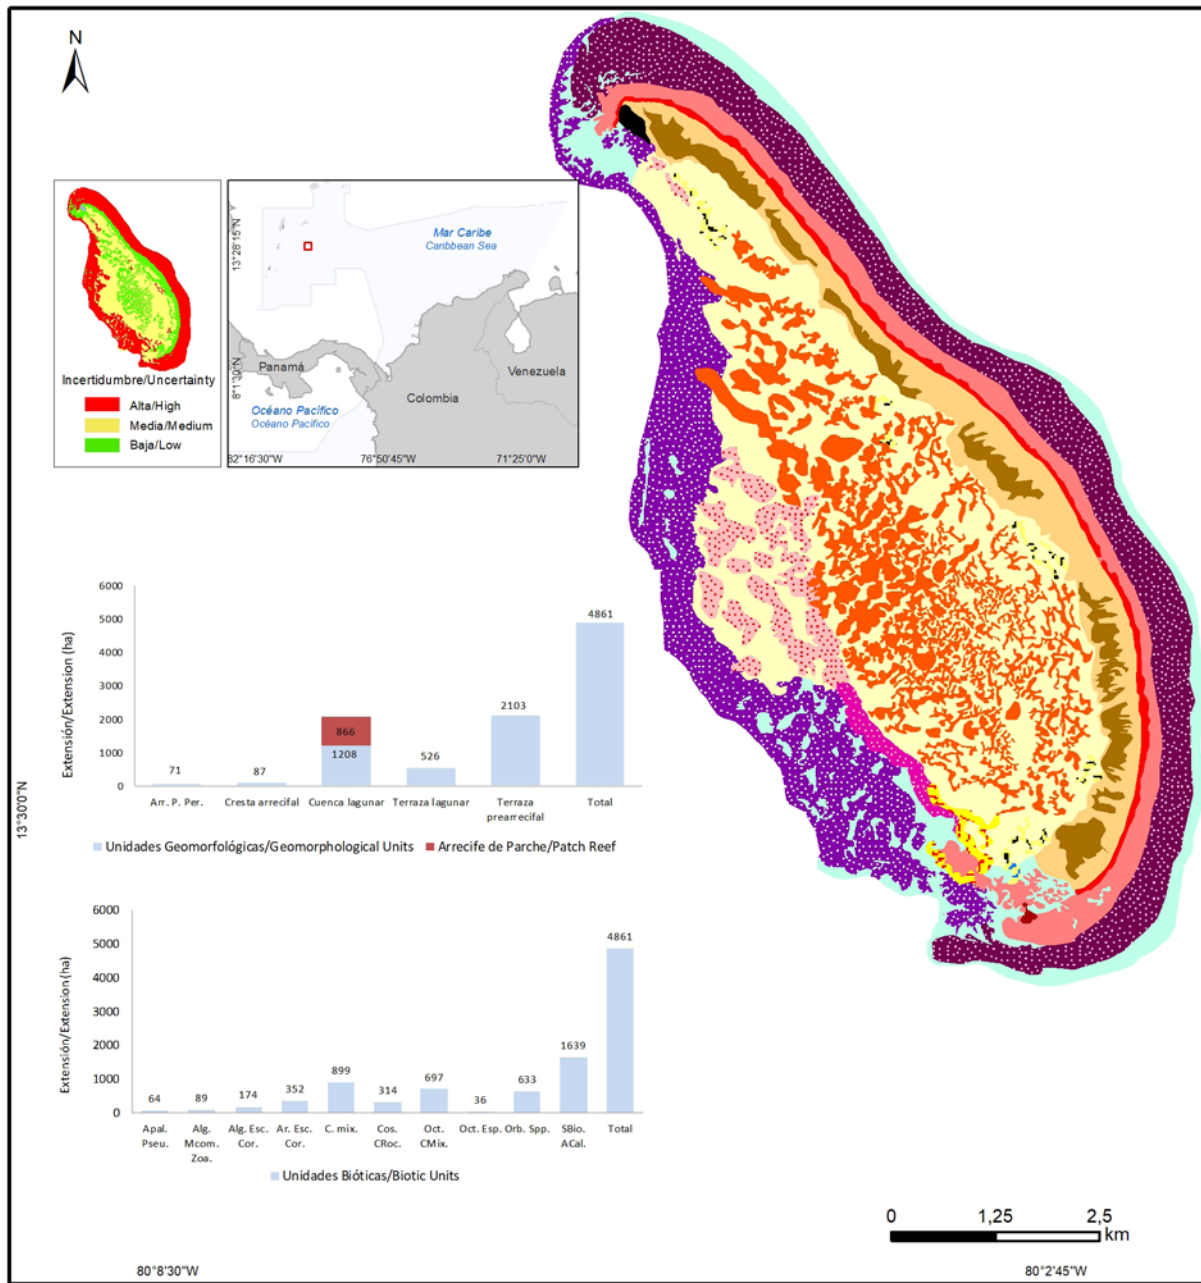 N
Incertidumbre/Uncertainty
Alta/High
Media/Medium
Baja/Low
13°28'15"N
8°1'30"N
Mar Caribe
Caribbean Sea
Panamá
Venezuela
Colombia
Océano Pacífico
Océano Pacífico
82°16'30"W
76°50'45"W
71°25'0"W
Extensión/Extension (ha)
6000
5000
4000
3000
2000
1000
0
71
87
866
1208
526
2103
4861
Arr. P. Per.
Cresta arrecifal
Cuenca lagunar
Terraza lagunar
Terraza
prearrecifal
Total
Unidades Geomorfológicas/Geomorphological Units
Arrecife de Parche/Patch Reef
13°30'0"N
Extensión/Extension (ha)
6000
5000
4000
3000
2000
1000
0
64
89
174
352
899
314
697
36
633
1639
4861
Apal.
Pseu.
Alg.
Mcom.
Zoa.
Alg. Esc.
Cor.
Ar. Esc.
Cor.
C. mix.
Cos.
CRoc.
Oct.
CMix.
Oct. Esp.
Orb. Spp.
SBio.
ACal.
Total
Unidades Bióticas/Biotic Units
0
1,25
2,5
km
80°8'30"W
80°2'45"W